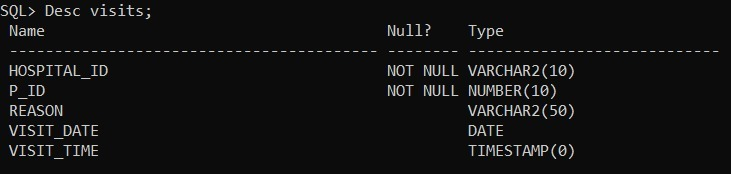 SQL> Desc visits;
Name Null? Type
----------------------------------------- -------- ----------------------------
HOSPITAL_ID NOT NULL VARCHAR2(10)
P_ID NOT NULL NUMBER(10)
REASON VARCHAR2(50)
VISIT_DATE DATE
VISIT_TIME TIMESTAMP(0)